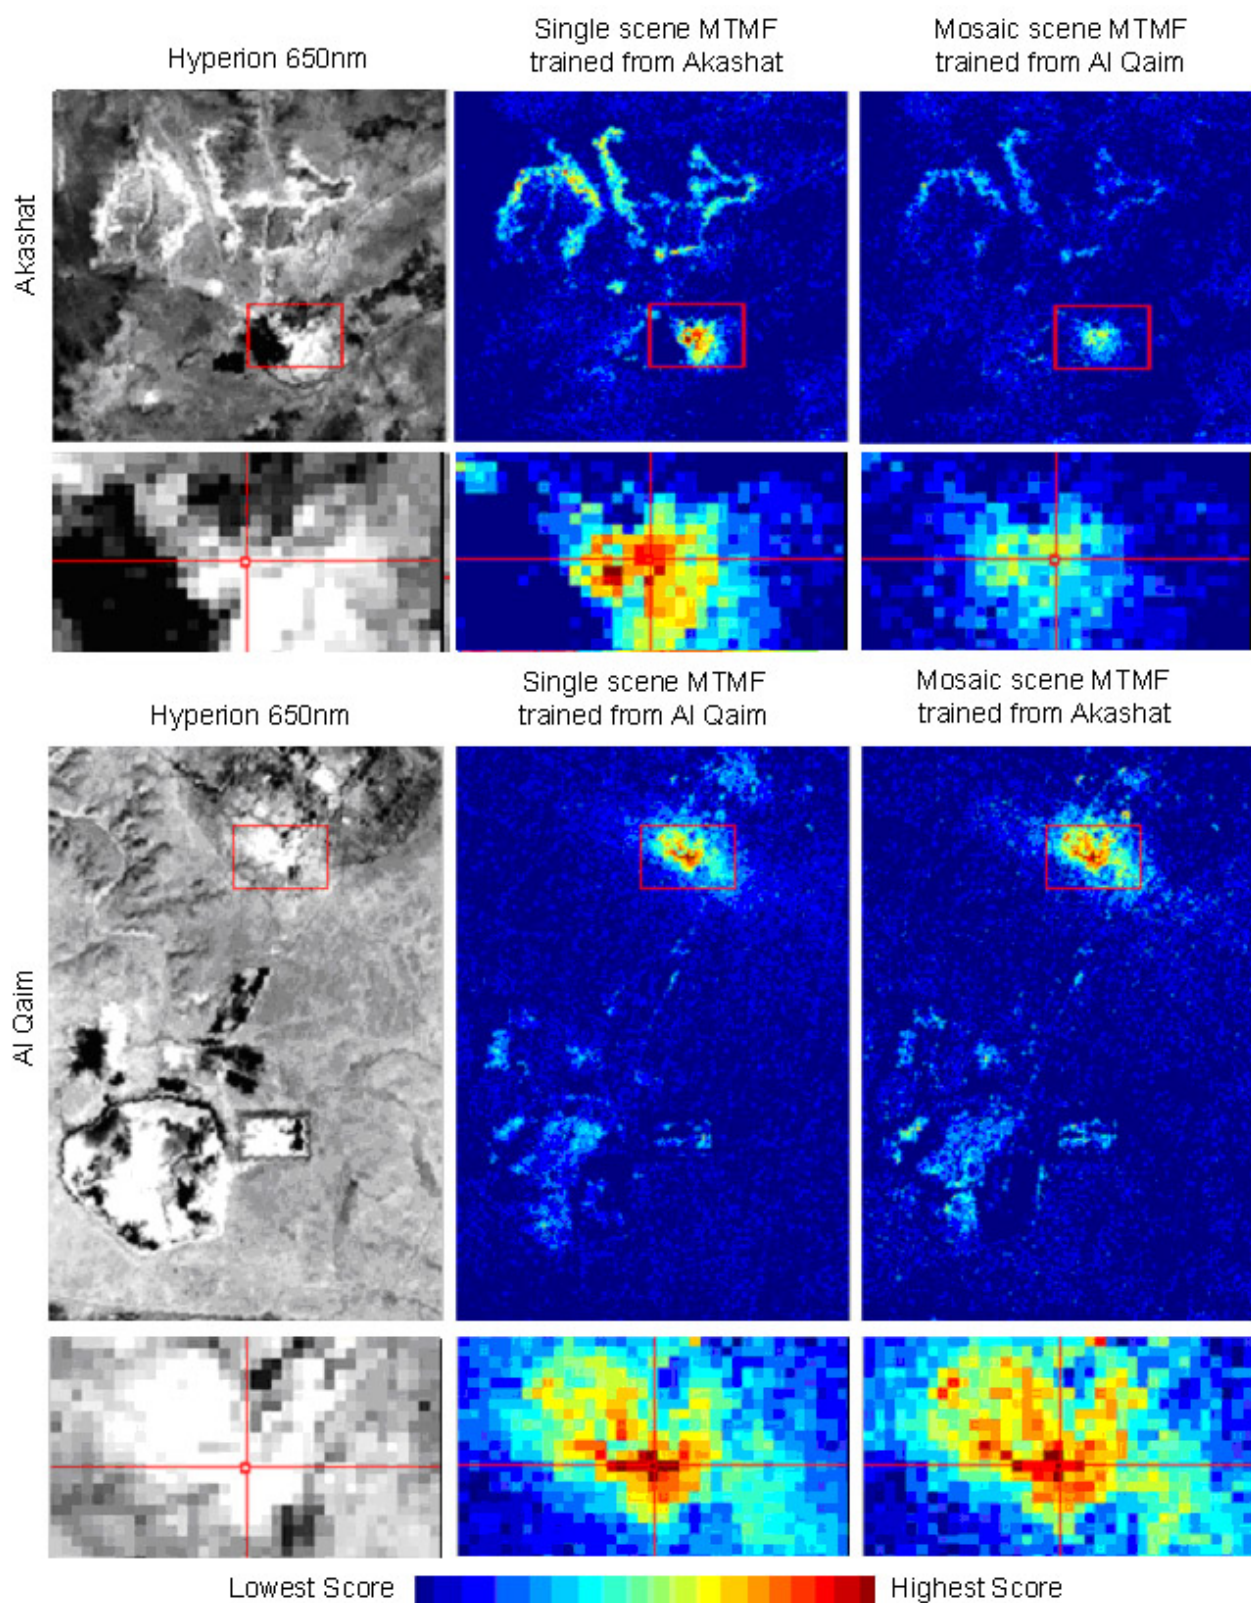 Hyperion 650nm
Single scene MTMF
trained from Akashat
Mosaic scene MTMF
trained from Al Qaim
Akashat
Hyperion 650nm
Single scene MTMF
trained from Al Qaim
Mosaic scene MTMF
trained from Akashat
Al Qaim
Lowest Score
Highest Score